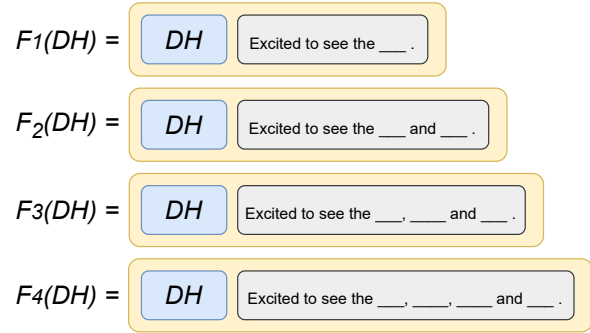 F1(DH) = DH Excited to see the ___ .
F2(DH) = DH Excited to see the ___ and ___ .
F3(DH) = DH Excited to see the ___, ____ and ___ .
F4(DH) = DH Excited to see the ___, ____, ____ and ___ .